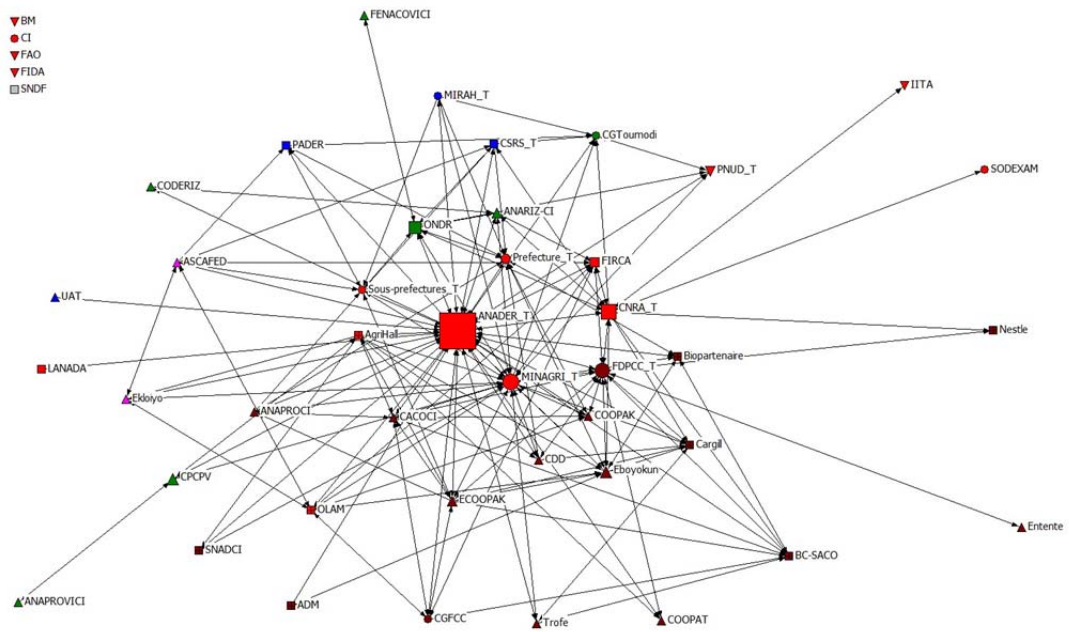 FENACOVICI
BM
CI
FAO
FIDA
SNDF
IITA
MIRAH_T
CGToumodi
PADER
CSRS_T
PNUD_T
SODEXAM
CODERIZ
ANARIZ-CI
ONDR
Prefecture_T
ASCAFED
FIRCA
Sous-prefectures_T
UAT
CNRA_T
ANADER_T
Nestle
AgriHall
Biopartenaire
LANADA
FDPCC_T
MINAGRI_T
Ekloiyo
ANAPROCI
CACOCI
COOPAK
Cargil
CDD
Eboyokun
CPCPV
ECOOPAK
OLAM
Entente
SNADCI
BC-SACO
ANAPROVICI
ADM
CGFCC
Trofe
COOPAT